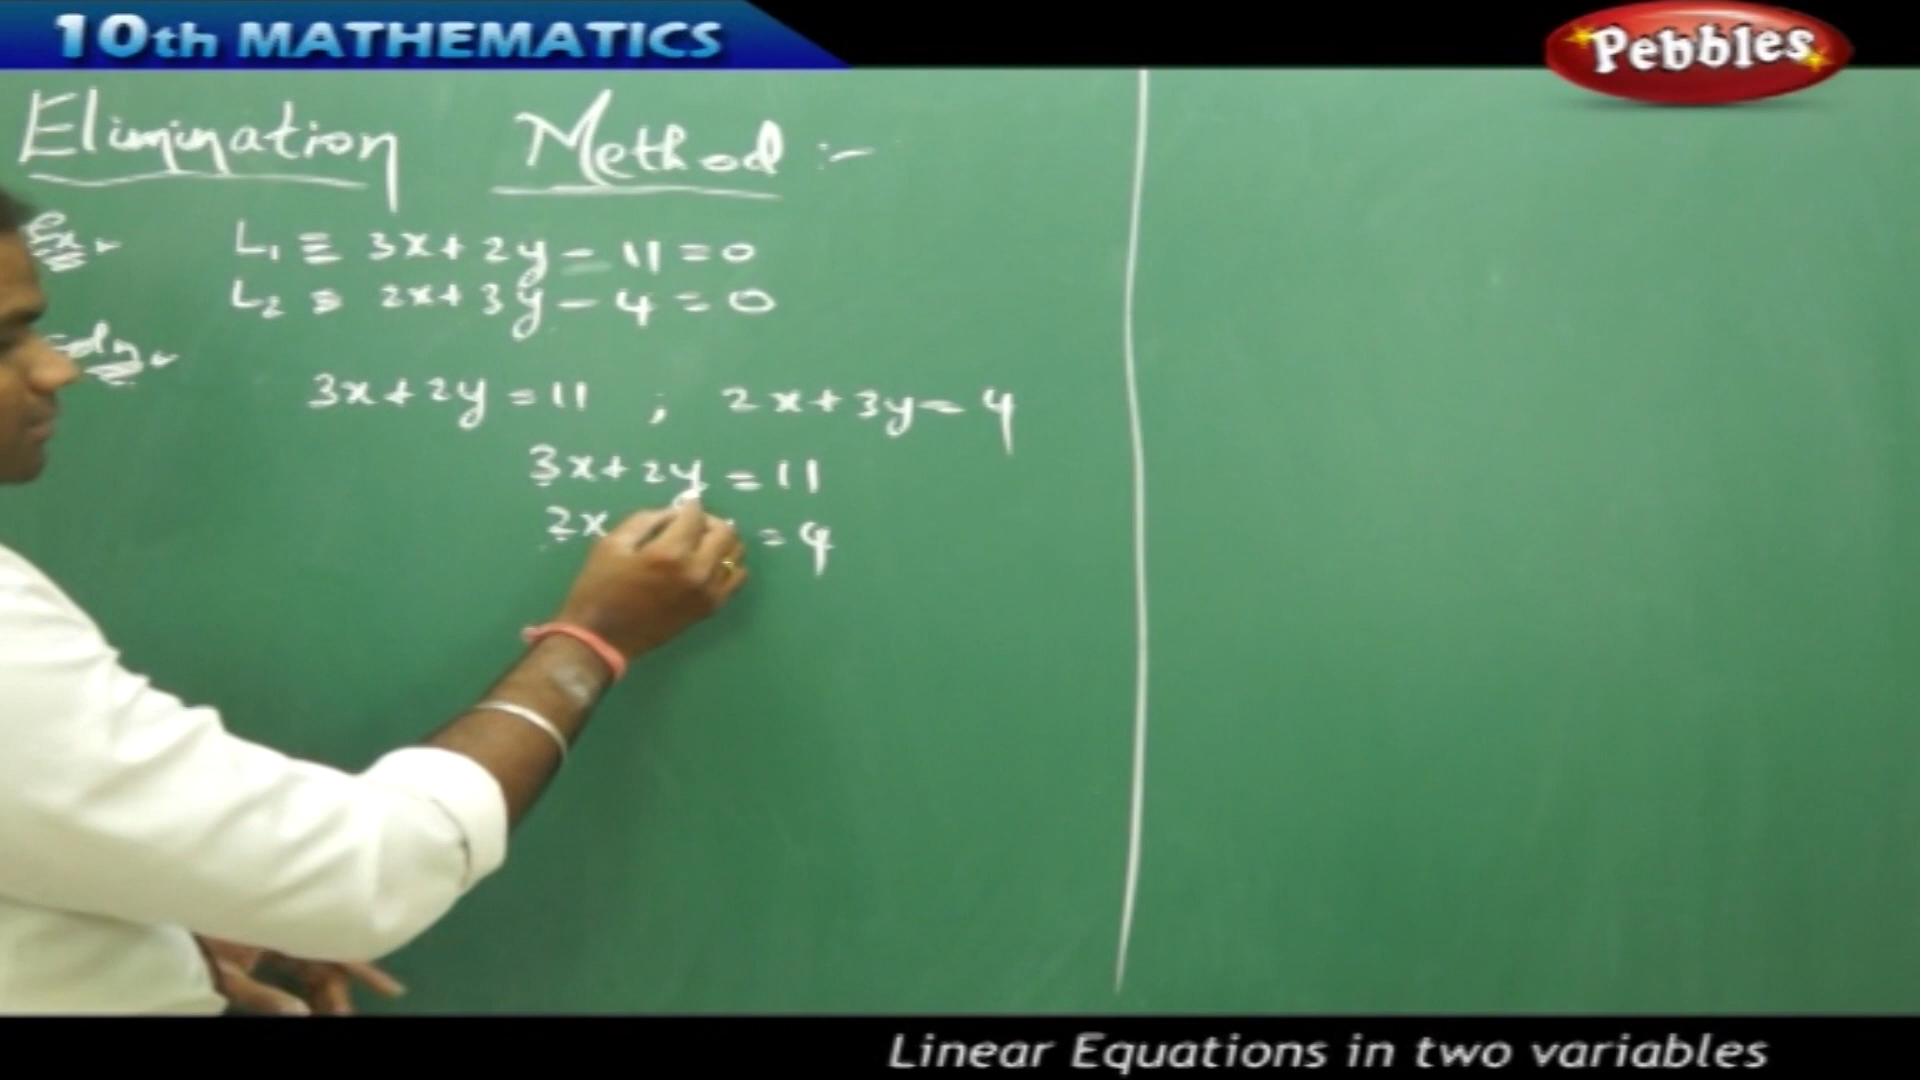 10th MATHEMATICS
Pebbles
Elimination Method :-
Ex
L₁ ≡ 3x + 2y - 11 = 0
L₂ ≡ 2x + 3y - 4 = 0
3x + 2y = 11 ; 2x + 3y = 4
3x + 2y = 11
2x = 4
Linear Equations in two variables